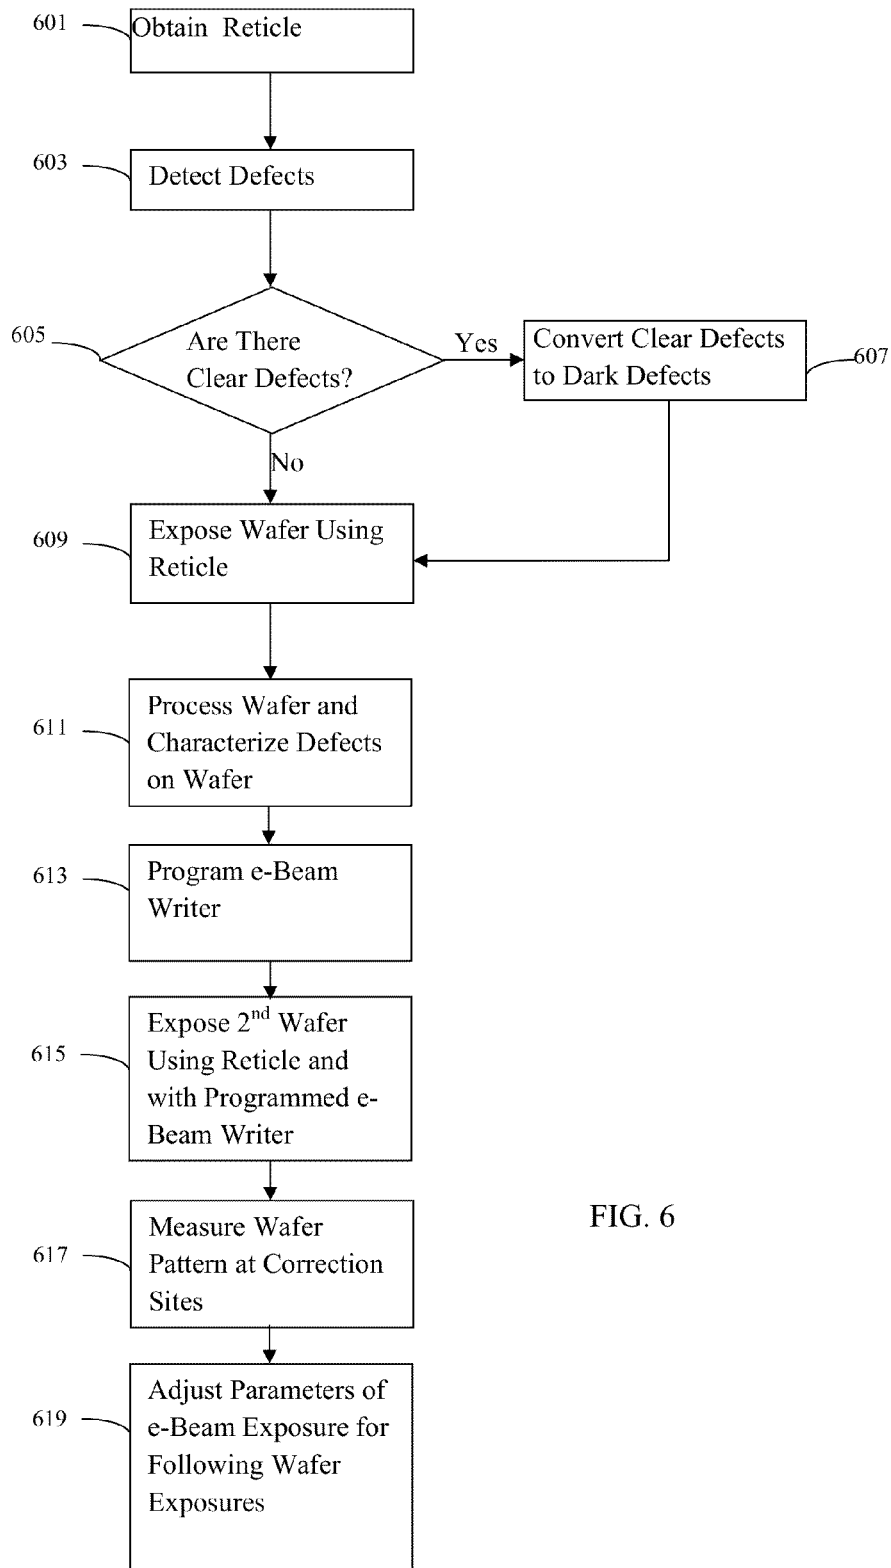 601
Obtain Reticle
603
Detect Defects
605
Are There
Clear Defects?
Yes
Convert Clear Defects
to Dark Defects
607
No
609
Expose Wafer Using
Reticle
611
Process Wafer and
Characterize Defects
on Wafer
613
Program e-Beam
Writer
615
Expose 2nd Wafer
Using Reticle and
with Programmed e-
Beam Writer
FIG. 6
617
Measure Wafer
Pattern at Correction
Sites
619
Adjust Parameters of
e-Beam Exposure for
Following Wafer
Exposures